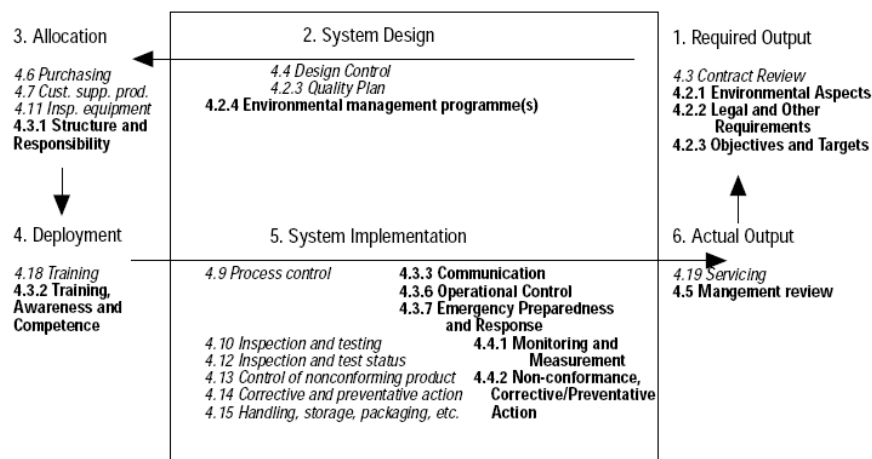 3. Allocation
4.6 Purchasing
4.7 Cust. supp. prod.
4.11 Insp. equipment
4.3.1 Structure and
Responsibility
2. System Design
4.4 Design Control
4.2.3 Quality Plan
4.2.4 Environmental management programme(s)
1. Required Output
4.3 Contract Review
4.2.1 Environmental Aspects
4.2.2 Legal and Other
Requirements
4.2.3 Objectives and Targets
4. Deployment
4.18 Training
4.3.2 Training,
Awareness and
Competence
5. System Implementation
4.9 Process control
4.3.3 Communication
4.3.6 Operational Control
4.3.7 Emergency Preparedness
and Response
4.10 Inspection and testing
4.12 Inspection and test status
4.13 Control of nonconforming product
4.14 Corrective and preventative action
4.15 Handling, storage, packaging, etc.
4.4.1 Monitoring and
Measurement
4.4.2 Non-conformance,
Corrective/Preventative
Action
6. Actual Output
4.19 Servicing
4.5 Mangement review